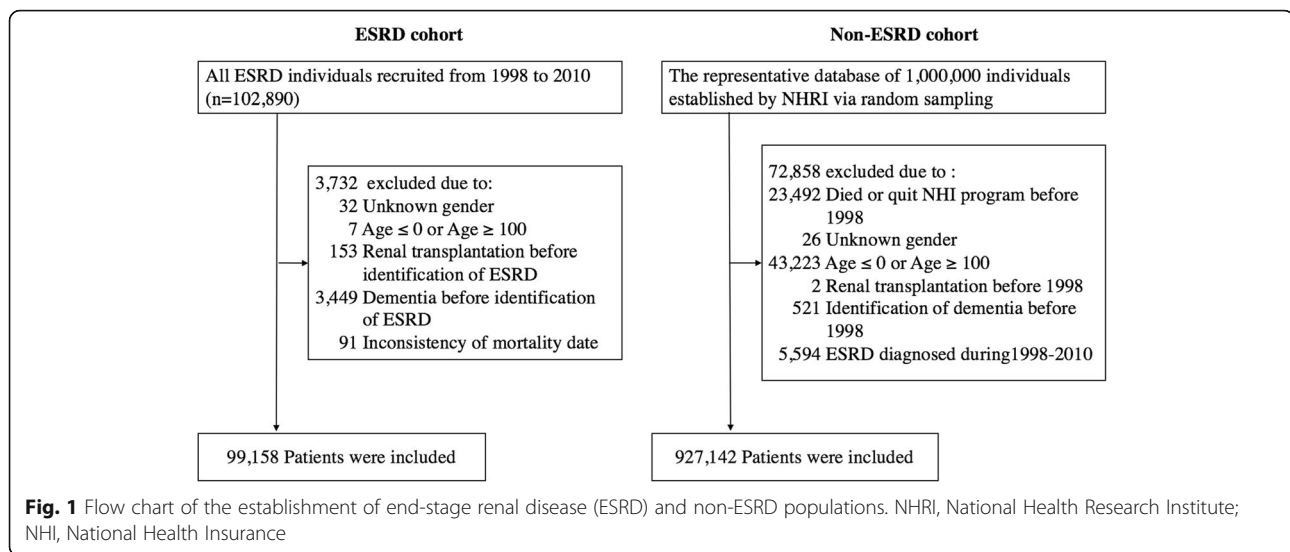 ESRD cohort
All ESRD individuals recruited from 1998 to 2010
(n=102,890)
3,732 excluded due to:
32 Unknown gender
7 Age ≤ 0 or Age ≥ 100
153 Renal transplantation before
identification of ESRD
3,449 Dementia before identification
of ESRD
91 Inconsistency of mortality date
99,158 Patients were included
Non-ESRD cohort
The representative database of 1,000,000 individuals
established by NHRI via random sampling
72,858 excluded due to :
23,492 Died or quit NHI program before
1998
26 Unknown gender
43,223 Age ≤ 0 or Age ≥ 100
2 Renal transplantation before 1998
521 Identification of dementia before
1998
5,594 ESRD diagnosed during1998-2010
927,142 Patients were included
Fig. 1 Flow chart of the establishment of end-stage renal disease (ESRD) and non-ESRD populations. NHRI, National Health Research Institute;
NHI, National Health Insurance